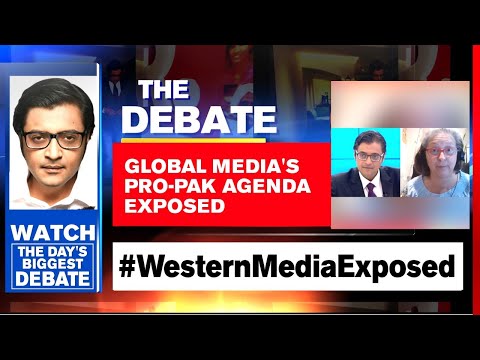 THE
DEBATE
GLOBAL MEDIA'S
PRO-PAK AGENDA
EXPOSED
WATCH
THE DAY'S
BIGGEST
DEBATE
#WesternMediaExposed